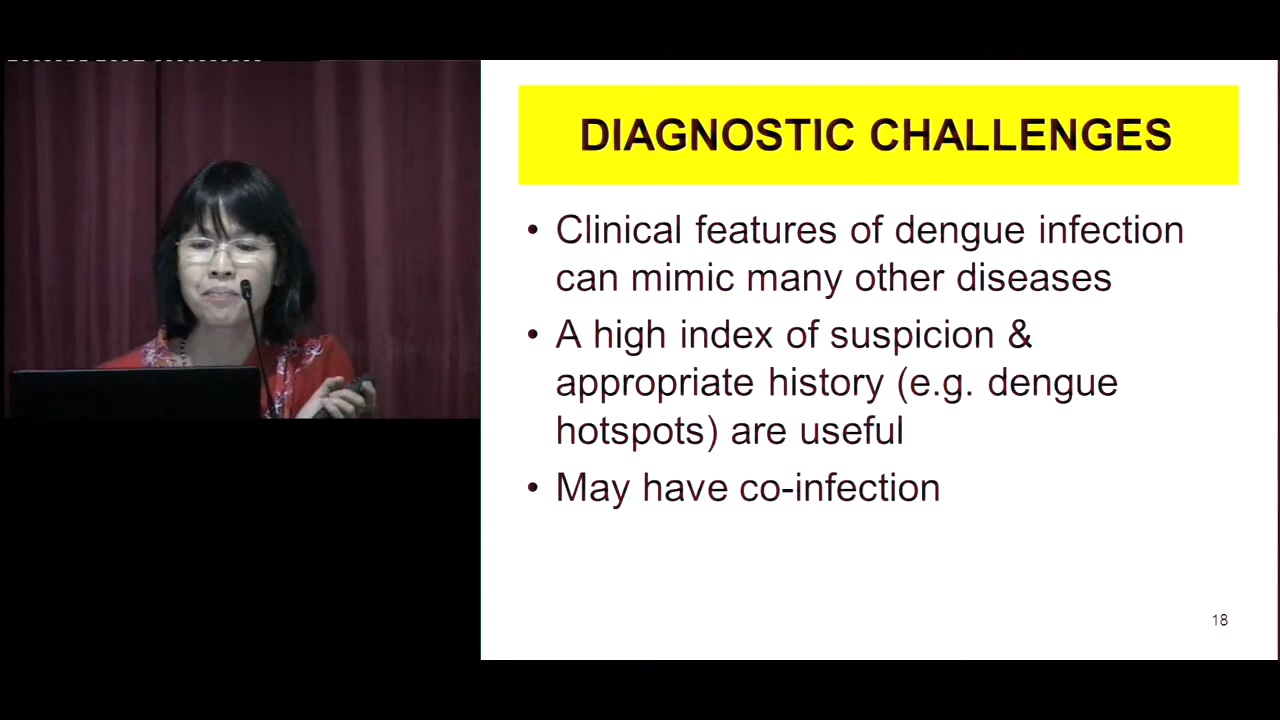 DIAGNOSTIC CHALLENGES
• Clinical features of dengue infection
can mimic many other diseases
• A high index of suspicion &
appropriate history (e.g. dengue
hotspots) are useful
• May have co-infection
18